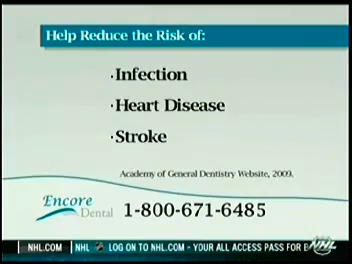 Help Reduce the Risk of:
·Infection
·Heart Disease
·Stroke
Academy of General Dentistry Website, 2009.
Encore
Dental
1-800-671-6485
NHL.COM NHL LOG ON TO NHL.COM - YOUR ALL ACCESS PASS FOR
NHL